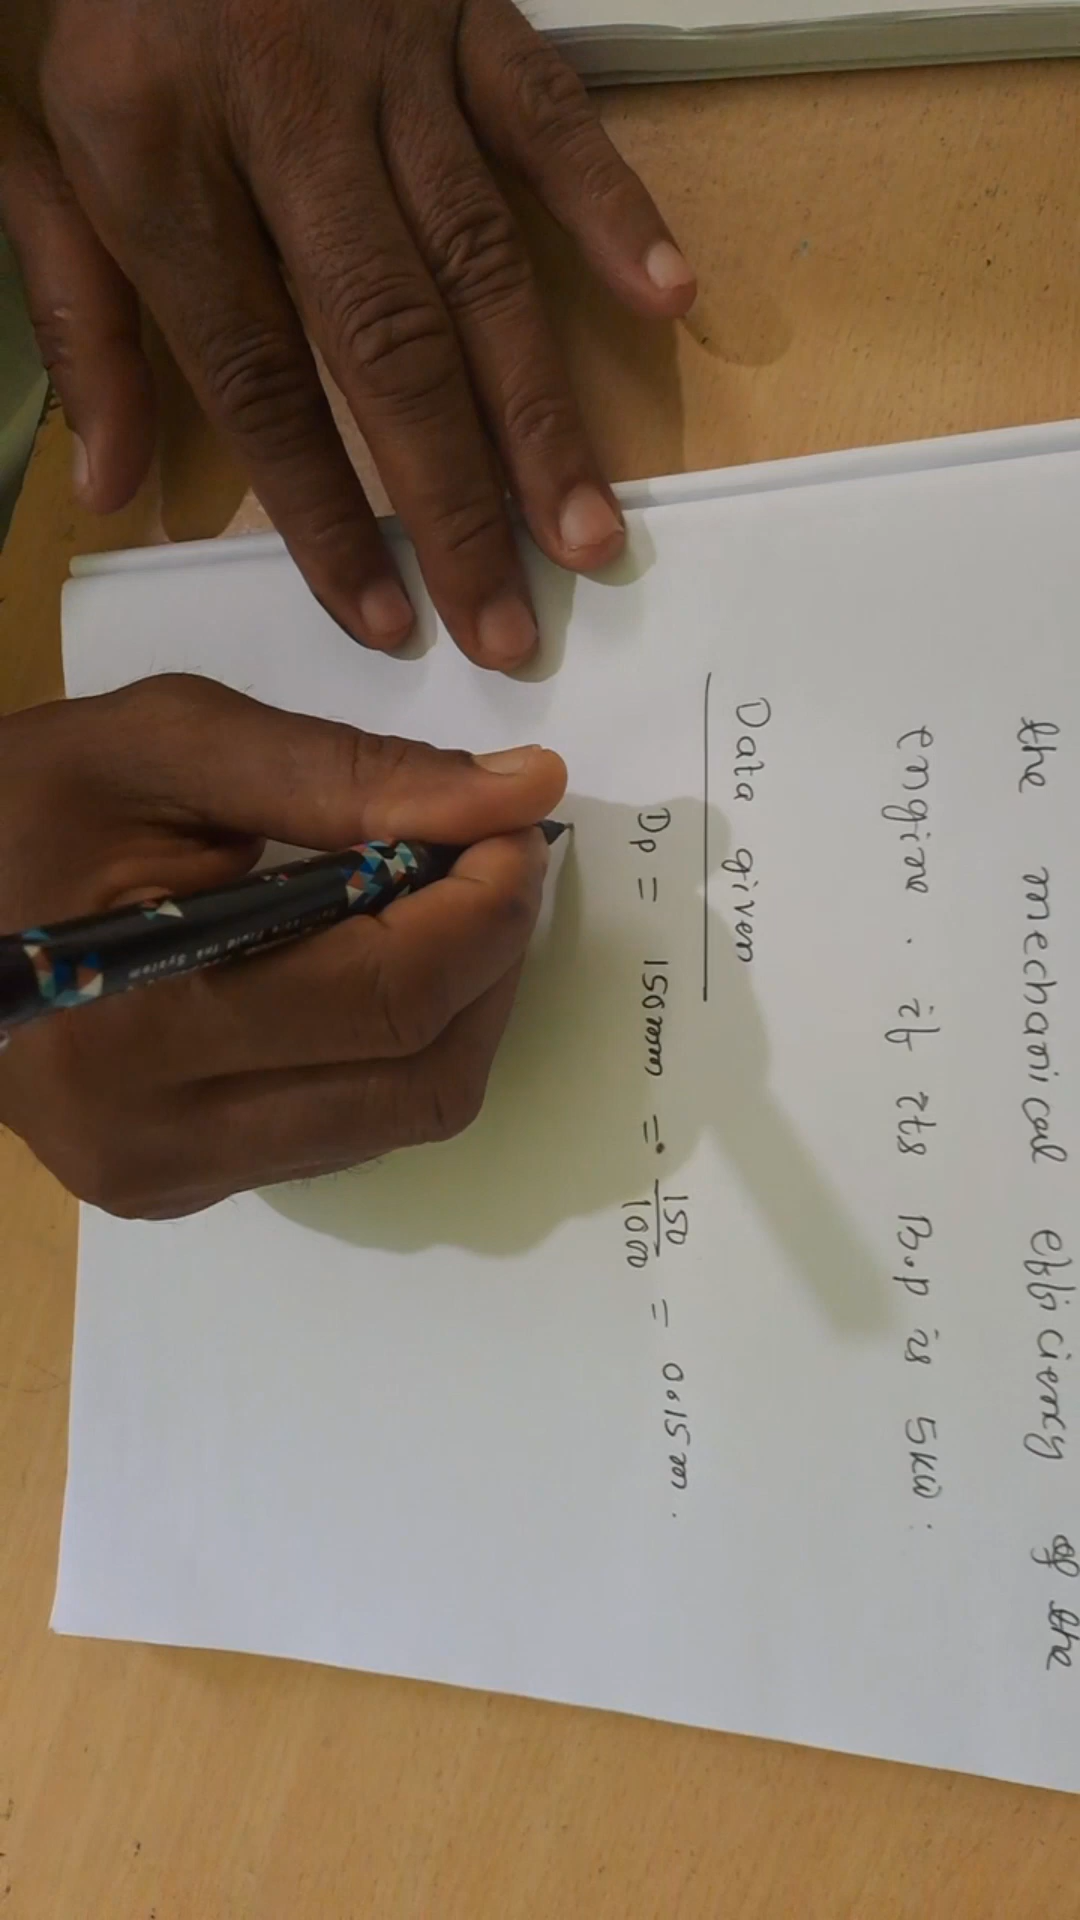 the mechanical efficiency of the
engine. if its B.p is 5kw.
Data given
Dp = 150mm = 150/1000 = 0.15m.